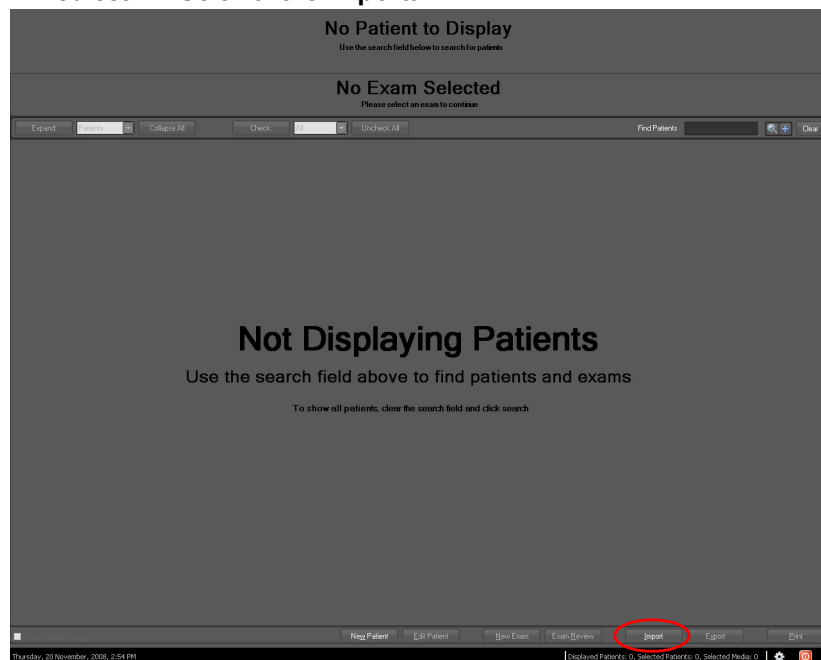 No Patient to Display
Use the search field below to search for patients
No Exam Selected
Please select an exam to continue
Expand Patients Collapse All Check: All Uncheck All Find Patients Clear
Not Displaying Patients
Use the search field above to find patients and exams
To show all patients, clear the search field and click search
New Patient Edit Patient New Exam Exam Review Import Export Print
Thursday, 20 November, 2008, 2:54 PM Displayed Patients: 0, Selected Patients: 0, Selected Media: 0